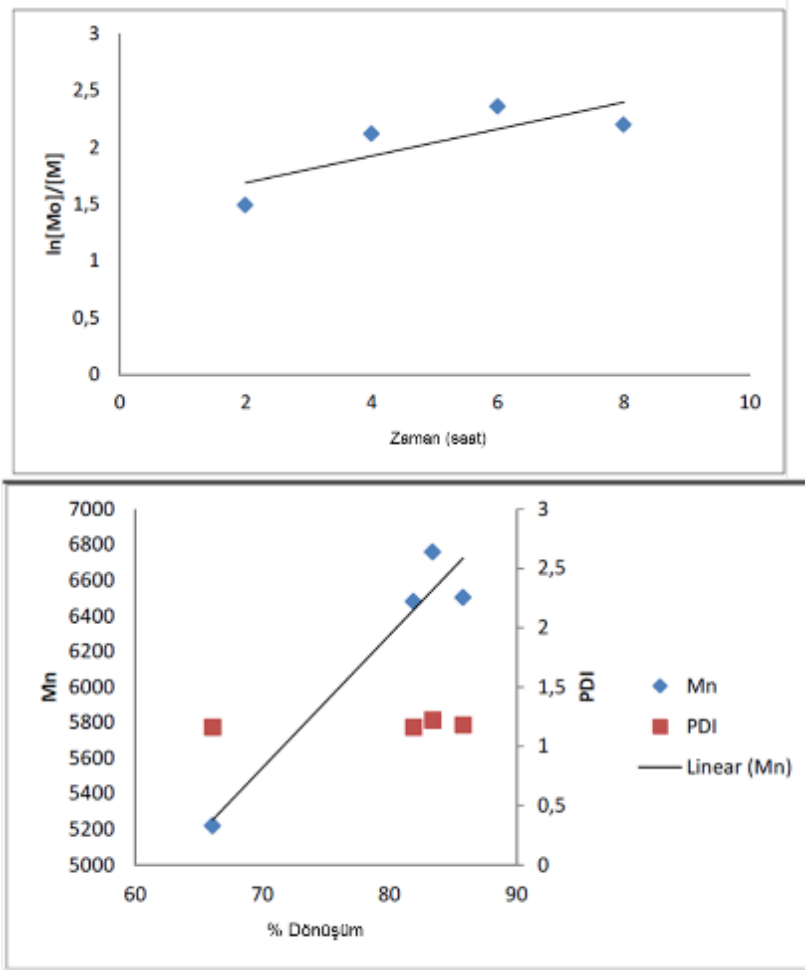 3
2,5
2
1,5
1
0,5
0
ln[Mo]/[M]
0 2 4 6 8 10
Zaman (saat)
7000
6800
6600
6400
6200
6000
5800
5600
5400
5200
5000
Mn
3
2,5
2
1,5
1
0,5
0
PDI
60 70 80 90
% Dönüşüm
Mn
PDI
Linear (Mn)